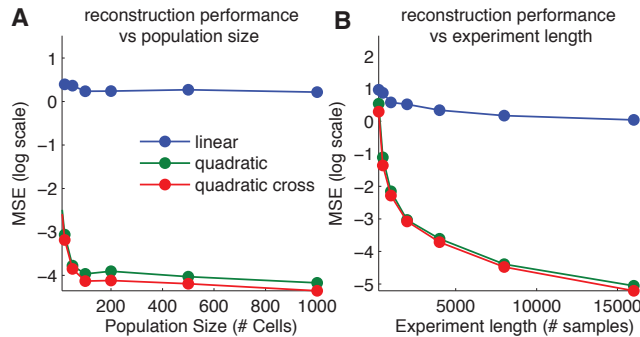 A
reconstruction performance
vs population size
MSE (log scale)
1
0
−1
−2
−3
−4
linear
quadratic
quadratic cross
200 400 600 800 1000
Population Size (# Cells)
B
reconstruction performance
vs experiment length
MSE (log scale)
2
1
0
−1
−2
−3
−4
−5
5000 10000 15000
Experiment length (# samples)